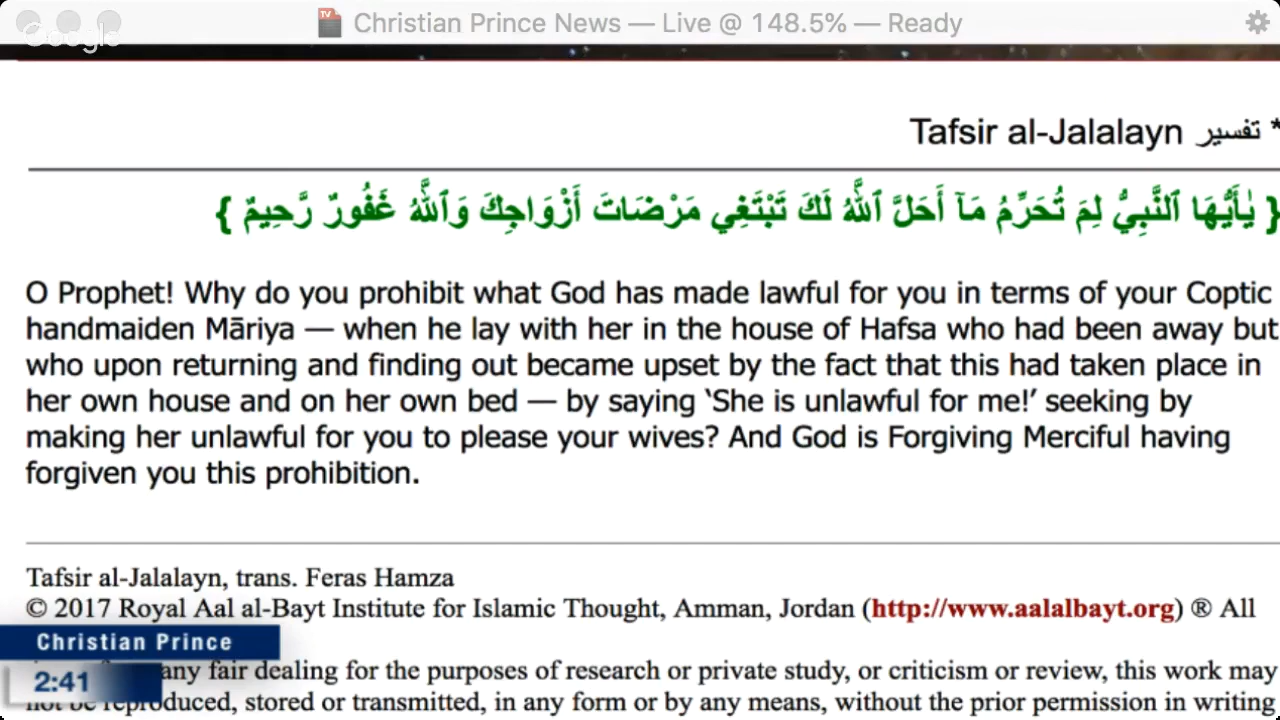 Google
Christian Prince News — Live @ 148.5% — Ready
* تفسير Tafsir al-Jalalayn
{ يٰأَيُّهَا ٱلنَّبِيُّ لِمَ تُحَرِّمُ مَآ أَحَلَّ ٱللَّهُ لَكَ تَبْتَغِي مَرْضَاتَ أَزْوَاجِكَ وَٱللَّهُ غَفُورٌ رَّحِيمٌ }
O Prophet! Why do you prohibit what God has made lawful for you in terms of your Coptic
handmaiden Māriya — when he lay with her in the house of Hafsa who had been away but
who upon returning and finding out became upset by the fact that this had taken place in
her own house and on her own bed — by saying ‘She is unlawful for me!’ seeking by
making her unlawful for you to please your wives? And God is Forgiving Merciful having
forgiven you this prohibition.
Tafsir al-Jalalayn, trans. Feras Hamza
© 2017 Royal Aal al-Bayt Institute for Islamic Thought, Amman, Jordan (http://www.aalalbayt.org) ® All
Christian Prince
any fair dealing for the purposes of research or private study, or criticism or review, this work may
2:41
not be reproduced, stored or transmitted, in any form or by any means, without the prior permission in writing,